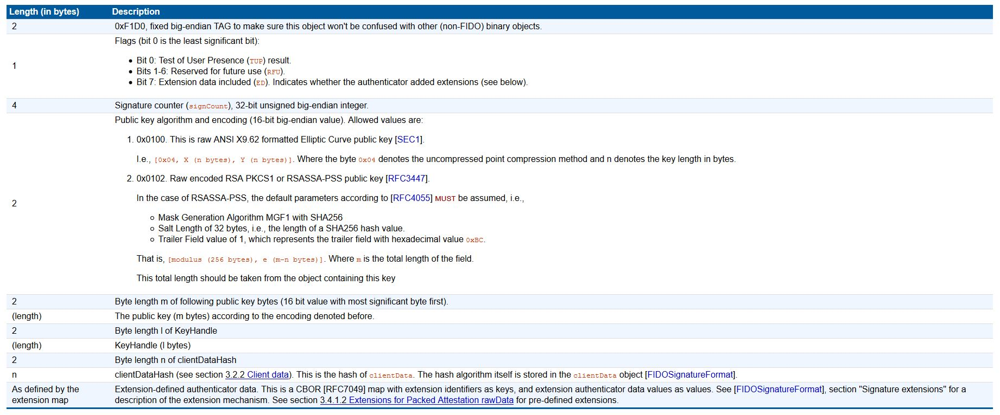 Length (in bytes) Description
2 0xF1D0, fixed big-endian TAG to make sure this object won't be confused with other (non-FIDO) binary objects.
Flags (bit 0 is the least significant bit):
1
• Bit 0: Test of User Presence (TUP) result.
• Bits 1-6: Reserved for future use (RFU).
• Bit 7: Extension data included (ED). Indicates whether the authenticator added extensions (see below).
4 Signature counter (signCount), 32-bit unsigned big-endian integer.
Public key algorithm and encoding (16-bit big-endian value). Allowed values are:
1. 0x0100. This is raw ANSI X9.62 formatted Elliptic Curve public key [SEC1].
I.e., [0x04, X (n bytes), Y (n bytes)]. Where the byte 0x04 denotes the uncompressed point compression method and n denotes the key length in bytes.
2. 0x0102. Raw encoded RSA PKCS1 or RSASSA-PSS public key [RFC3447].
In the case of RSASSA-PSS, the default parameters according to [RFC4055] MUST be assumed, i.e.,
2
◦ Mask Generation Algorithm MGF1 with SHA256
◦ Salt Length of 32 bytes, i.e., the length of a SHA256 hash value.
◦ Trailer Field value of 1, which represents the trailer field with hexadecimal value 0xBC.
That is, [modulus (256 bytes), e (m-n bytes)]. Where m is the total length of the field.
This total length should be taken from the object containing this key
2 Byte length m of following public key bytes (16 bit value with most significant byte first).
(length) The public key (m bytes) according to the encoding denoted before.
2 Byte length l of KeyHandle
(length) KeyHandle (l bytes)
2 Byte length n of clientDataHash
n clientDataHash (see section 3.2.2 Client data). This is the hash of clientData. The hash algorithm itself is stored in the clientData object [FIDOSignatureFormat].
As defined by the Extension-defined authenticator data. This is a CBOR [RFC7049] map with extension identifiers as keys, and extension authenticator data values as values. See [FIDOSignatureFormat], section "Signature extensions" for a
extension map description of the extension mechanism. See section 3.4.1.2 Extensions for Packed Attestation rawData for pre-defined extensions.